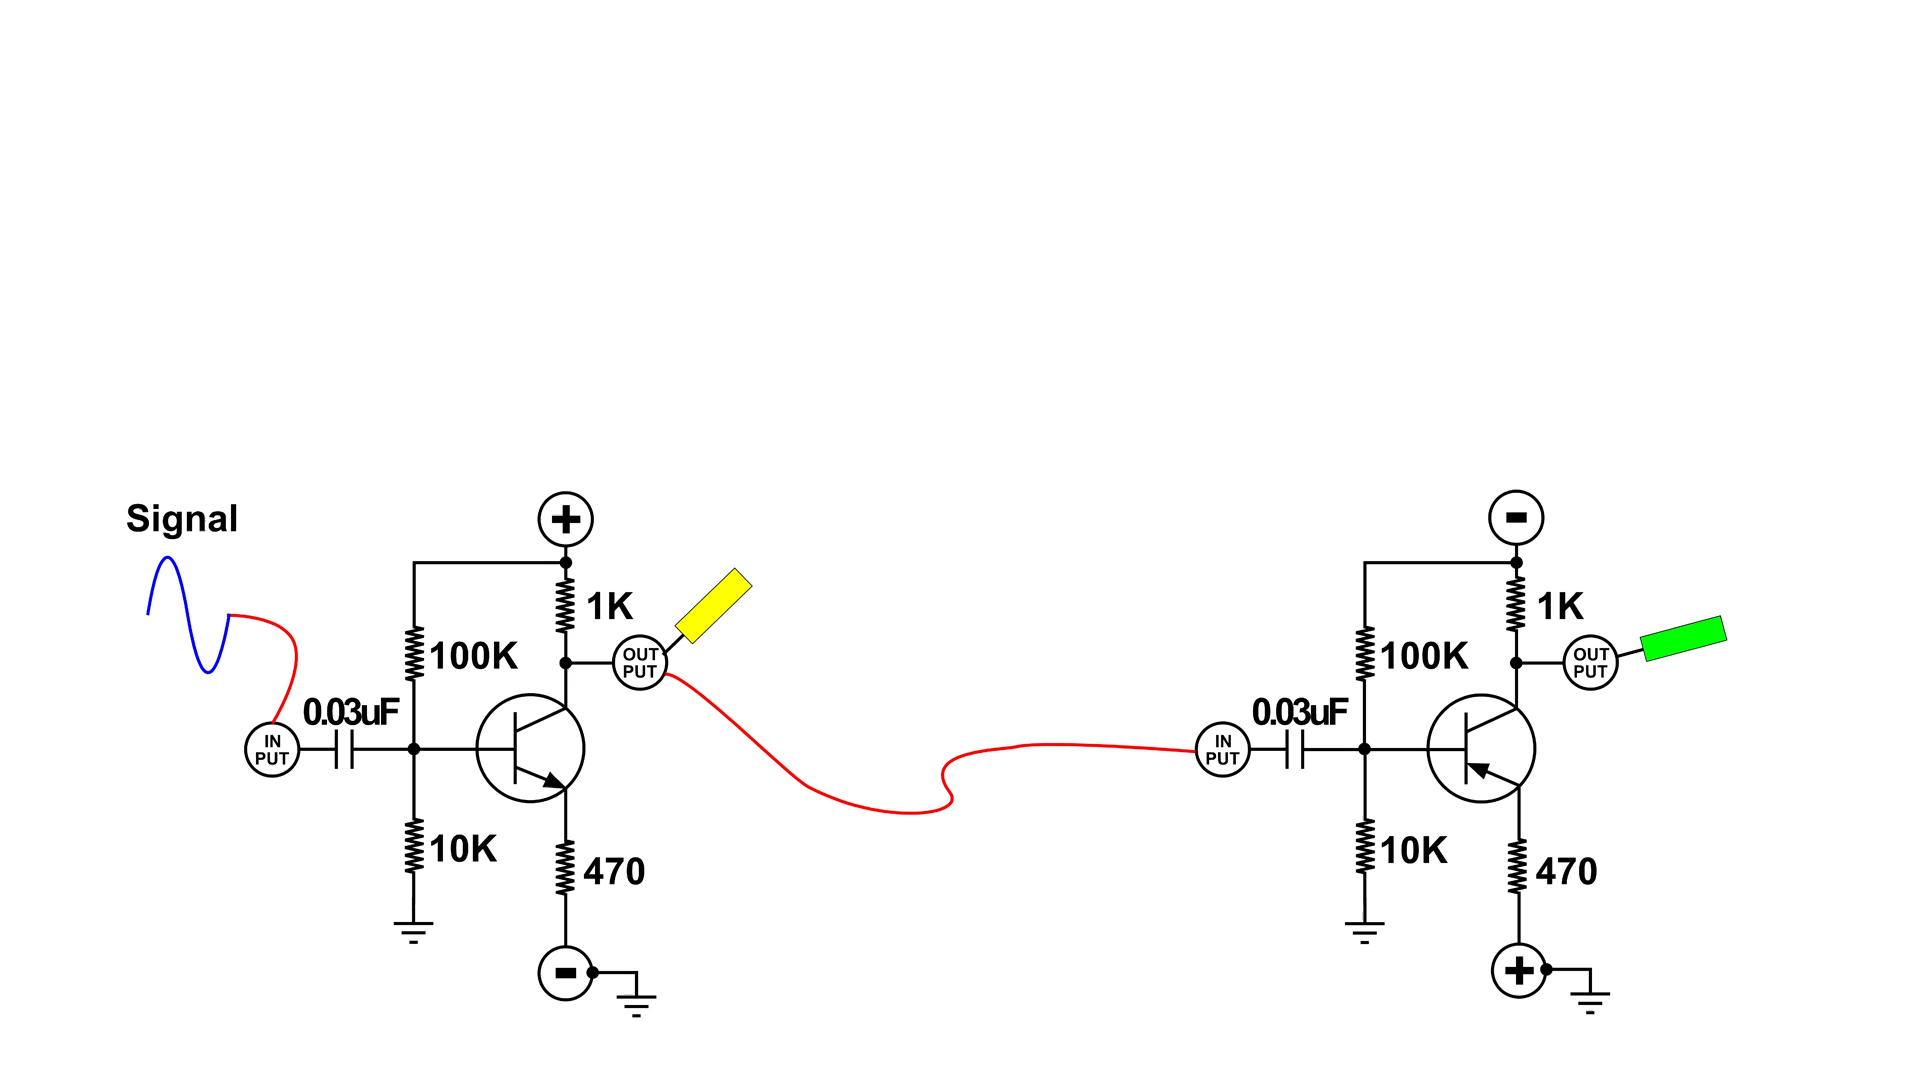 Signal
+
1K
100K
OUT
PUT
0.03uF
IN
PUT
10K
470
-
-
1K
100K
OUT
PUT
0.03uF
IN
PUT
10K
470
+